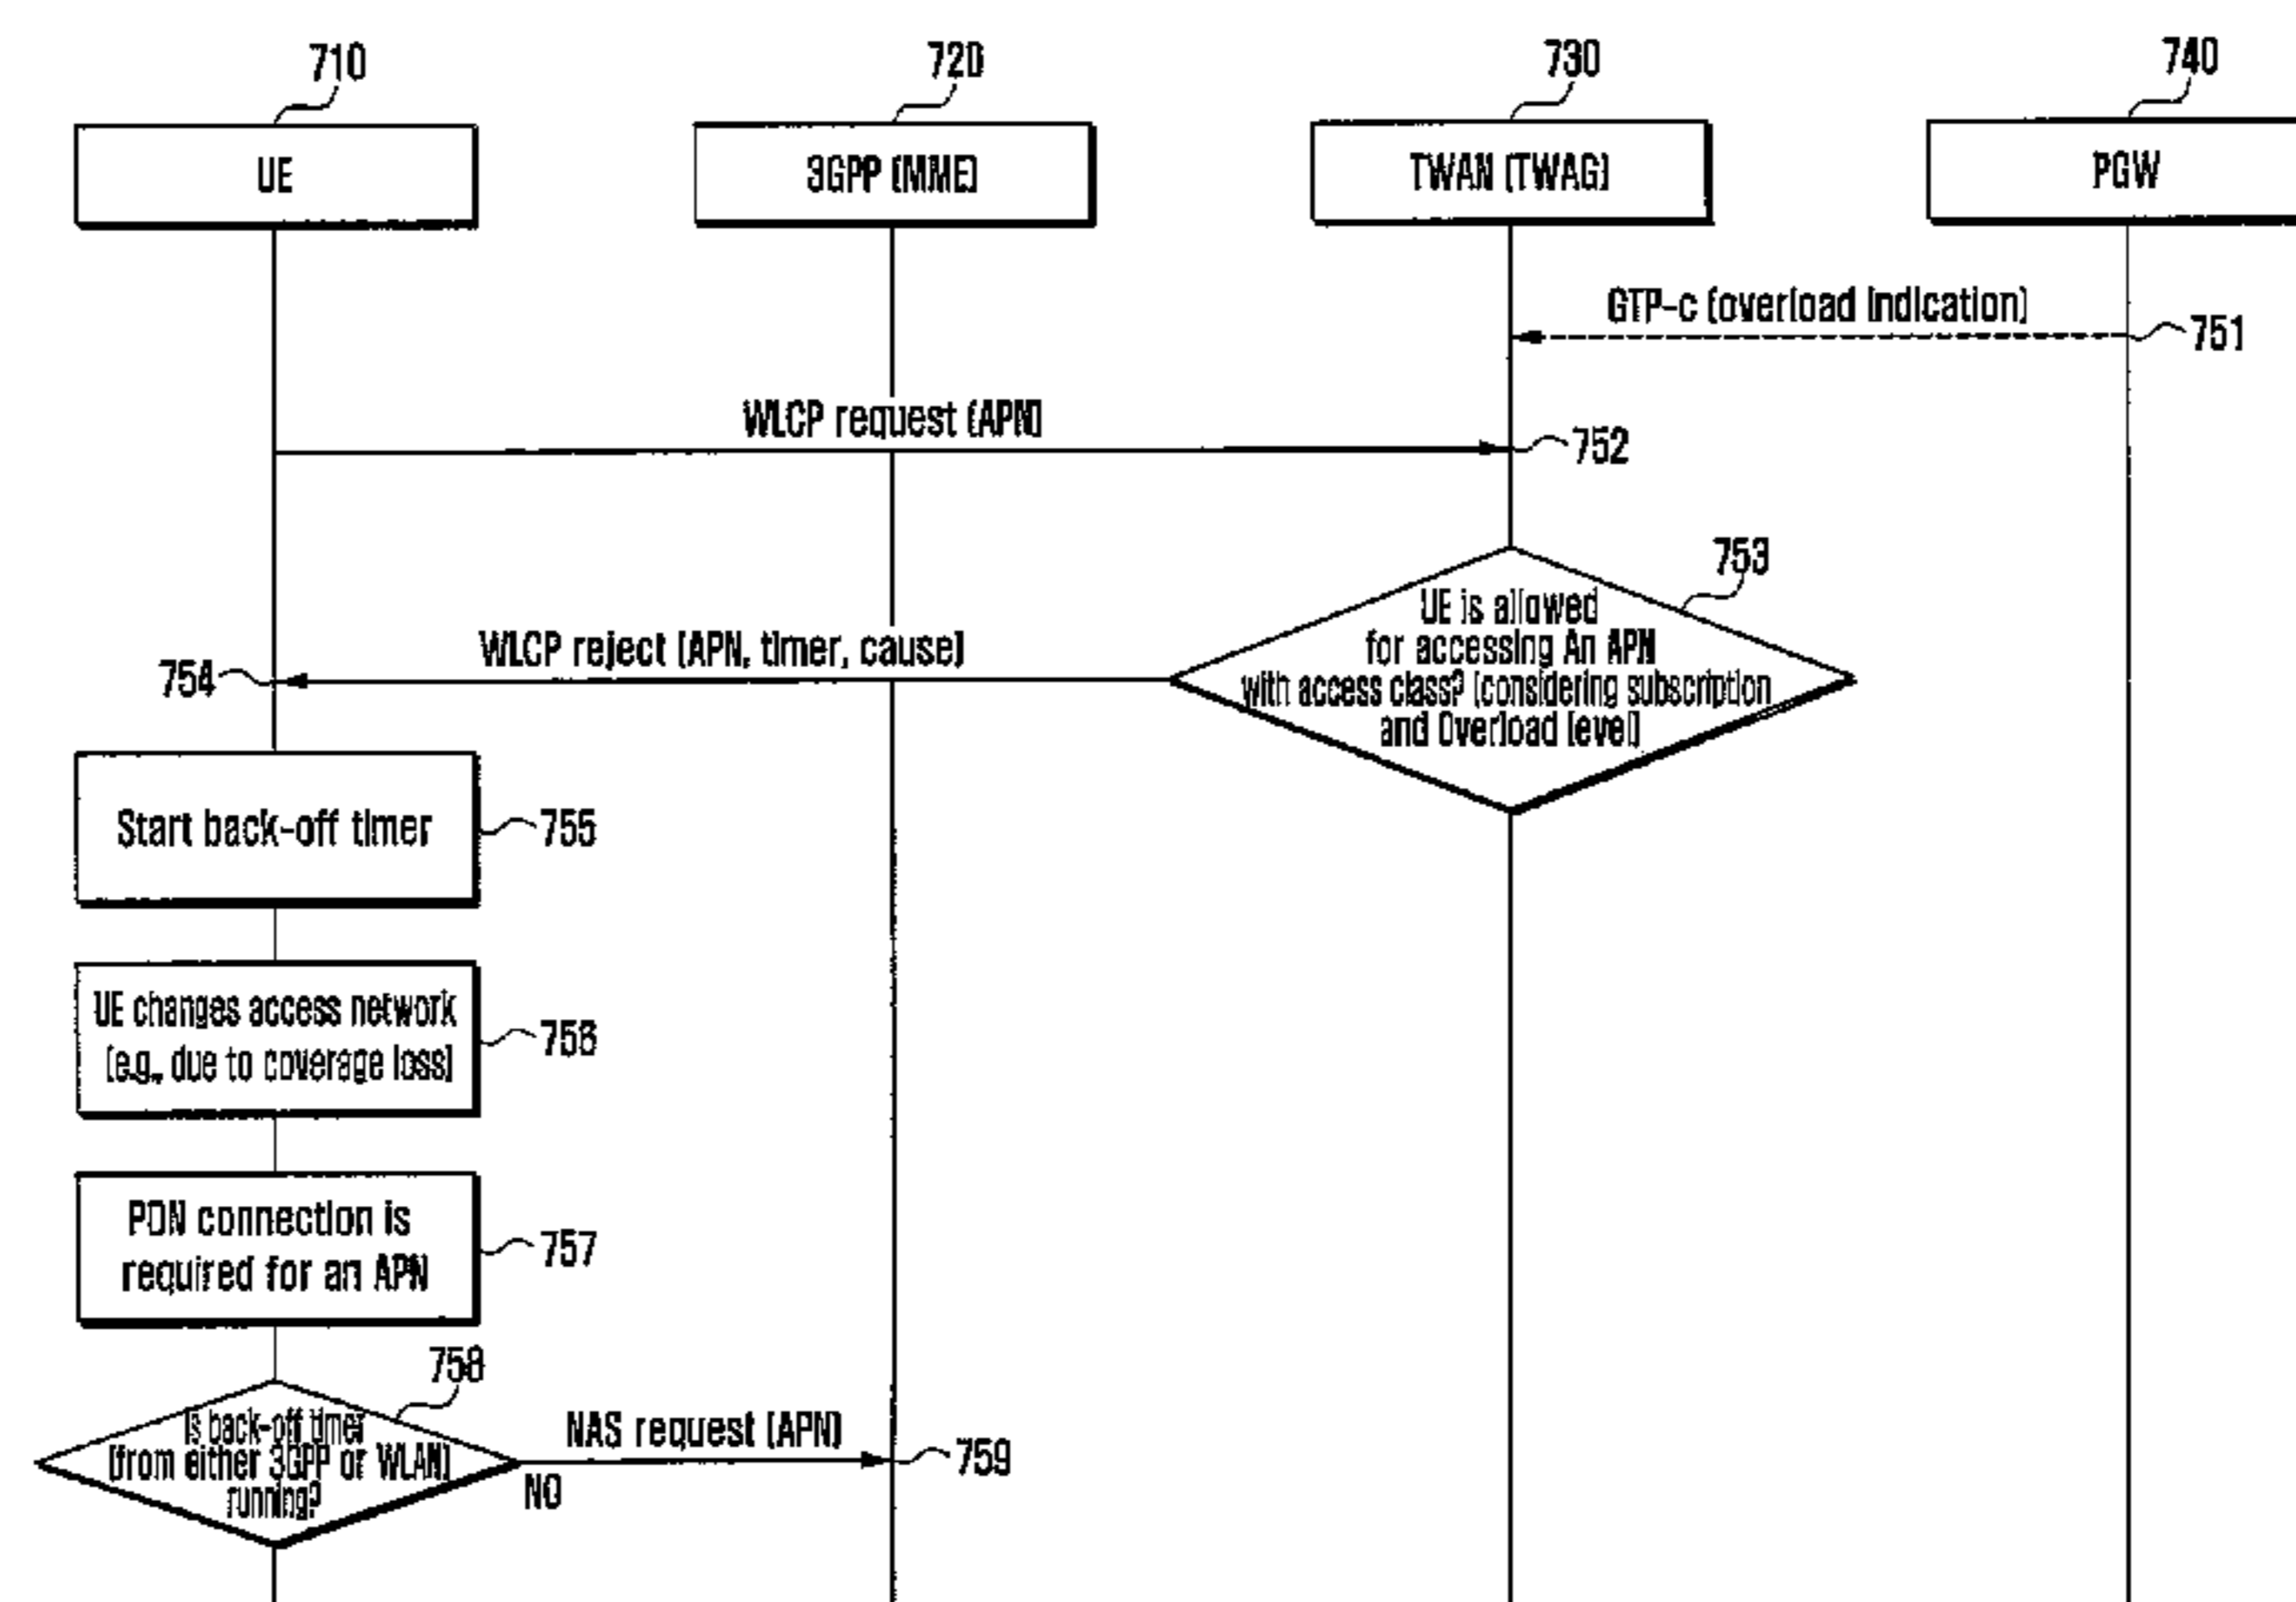 710
720
730
740
UE
3GPP (MME)
TWAN (TWAG)
PGW
GTP-c (overload indication)
751
WLCP request (APN)
752
753
UE is allowed
for accessing An APN
with access class? (considering subscription
and Overload level)
WLCP reject (APN, timer, cause)
754
Start back-off timer
755
UE changes access network
(e.g., due to coverage loss)
756
PDN connection is
required for an APN
757
758
Is back-off timer
(from either 3GPP or WLAN)
running?
NAS request (APN)
759
NO